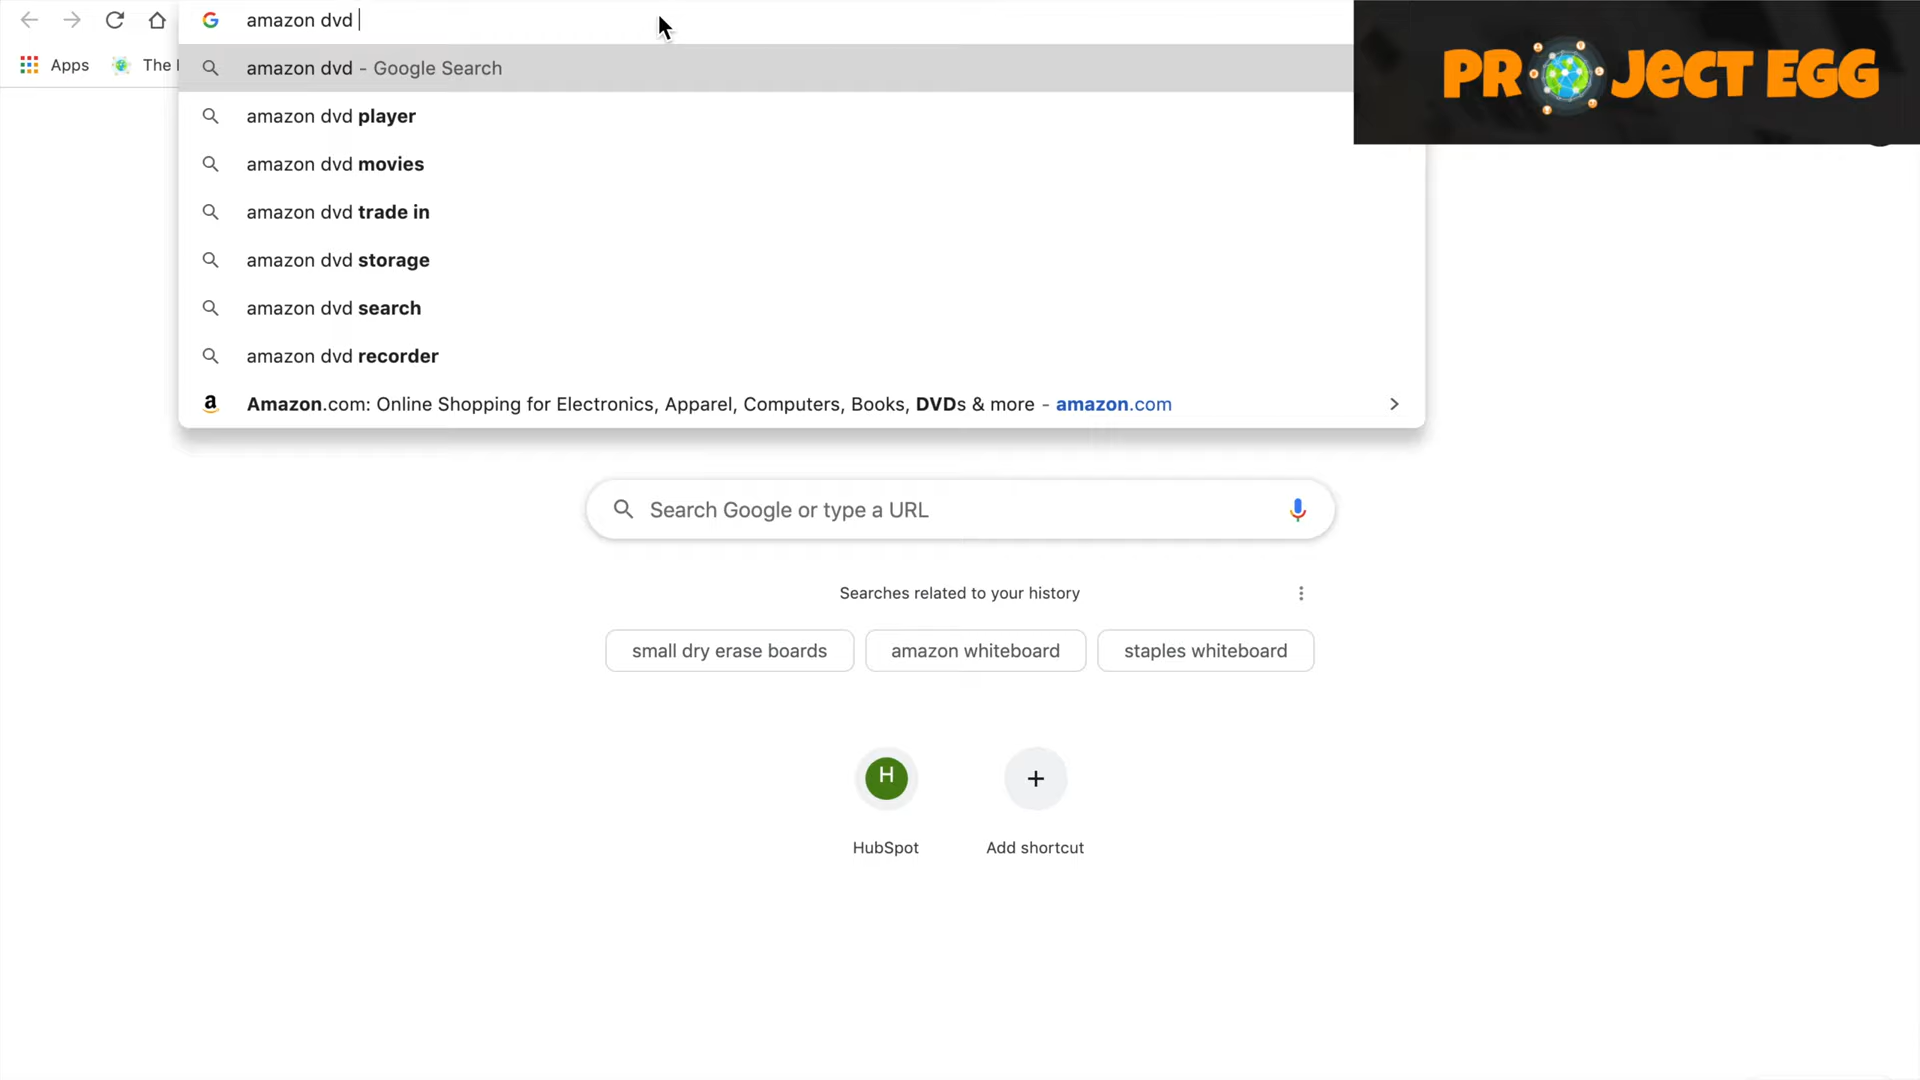 amazon dvd
Apps
The
amazon dvd - Google Search
amazon dvd player
amazon dvd movies
amazon dvd trade in
amazon dvd storage
amazon dvd search
amazon dvd recorder
a Amazon.com: Online Shopping for Electronics, Apparel, Computers, Books, DVDs & more - amazon.com
PROJECT EGG
Search Google or type a URL
Searches related to your history
small dry erase boards
amazon whiteboard
staples whiteboard
H
HubSpot
Add shortcut